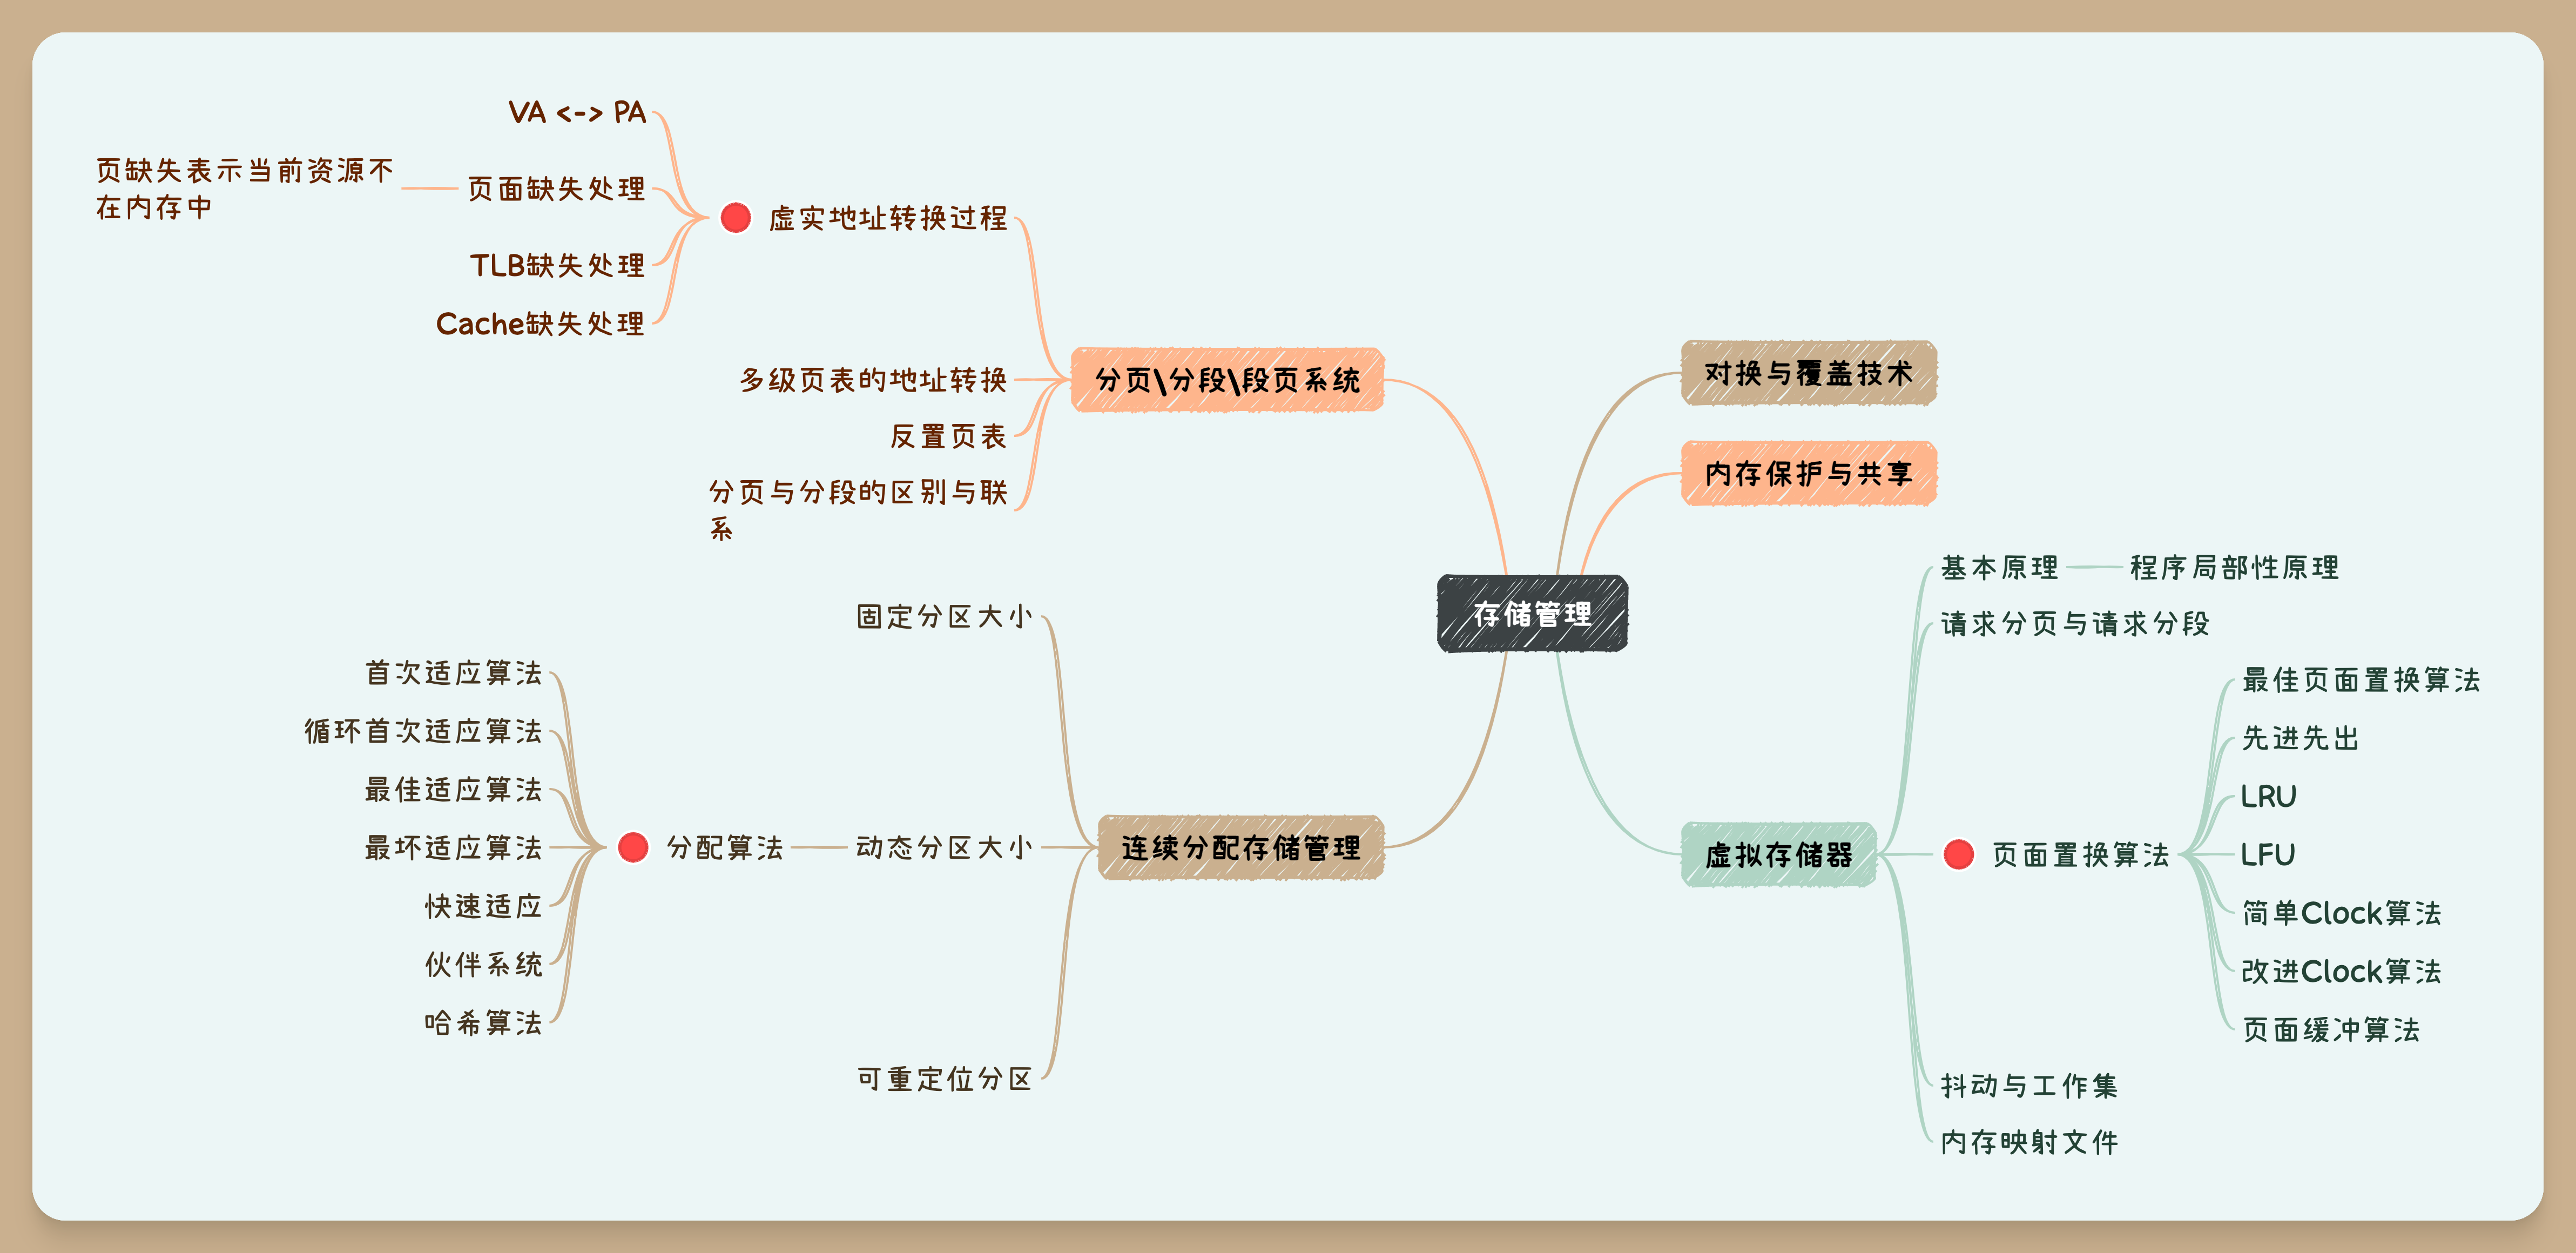 存储管理
对换与覆盖技术
内存保护与共享
虚拟存储器
基本原理
程序局部性原理
请求分页与请求分段
页面置换算法
最佳页面置换算法
先进先出
LRU
LFU
简单Clock算法
改进Clock算法
页面缓冲算法
抖动与工作集
内存映射文件
分页\分段\段页系统
虚实地址转换过程
VA <-> PA
页面缺失处理
页缺失表示当前资源不
在内存中
TLB缺失处理
Cache缺失处理
多级页表的地址转换
反置页表
分页与分段的区别与联
系
连续分配存储管理
固定分区大小
动态分区大小
分配算法
首次适应算法
循环首次适应算法
最佳适应算法
最坏适应算法
快速适应
伙伴系统
哈希算法
可重定位分区